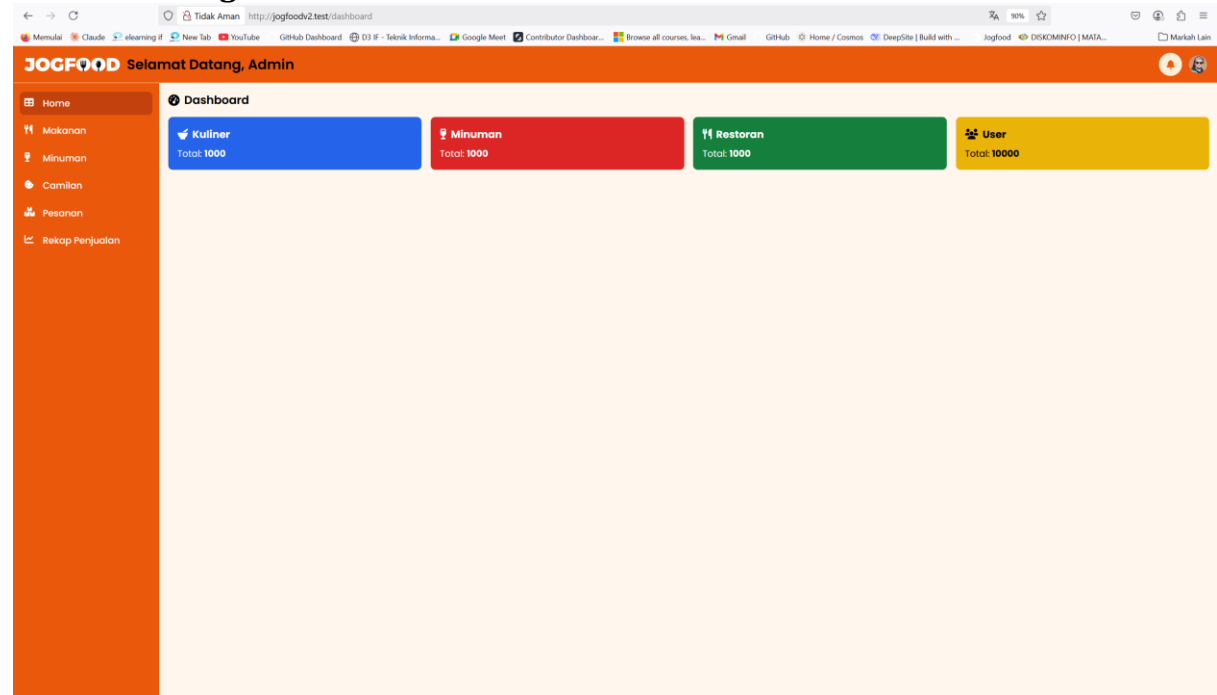 Tidak Aman http://jogfoodv2.test/dashboard 90%
Memulai Claude elearning if New Tab YouTube GitHub Dashboard D3 IF - Teknik Informa... Google Meet Contributor Dashboar... Browse all courses, lea... Gmail GitHub Home / Cosmos DeepSite | Build with ... Jogfood DISKOMINFO | MATA... Markah Lain
JOGFOOD Selamat Datang, Admin
Home
Makanan
Minuman
Camilan
Pesanan
Rekap Penjualan
Dashboard
Kuliner
Total: 1000
Minuman
Total: 1000
Restoran
Total: 1000
User
Total: 10000